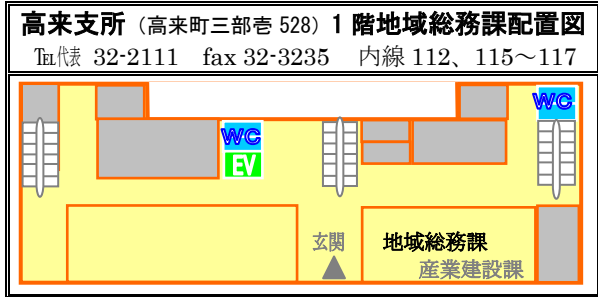 高来支所（高来町三部壱 528）1 階地域総務課配置図
℡代表 32-2111 fax 32-3235 内線 112、115～117
WC
WC
EV
玄関
地域総務課
産業建設課